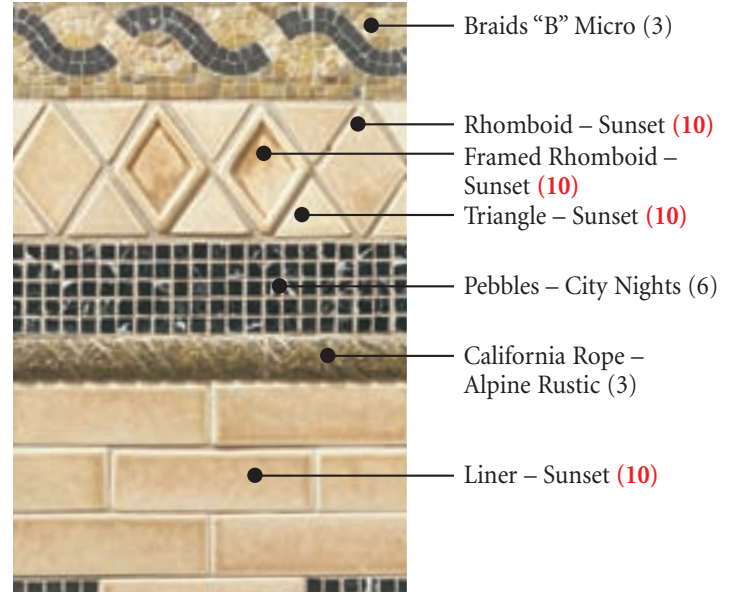 Braids “B” Micro (3)
Rhomboid – Sunset (10)
Framed Rhomboid –
Sunset (10)
Triangle – Sunset (10)
Pebbles – City Nights (6)
California Rope –
Alpine Rustic (3)
Liner – Sunset (10)